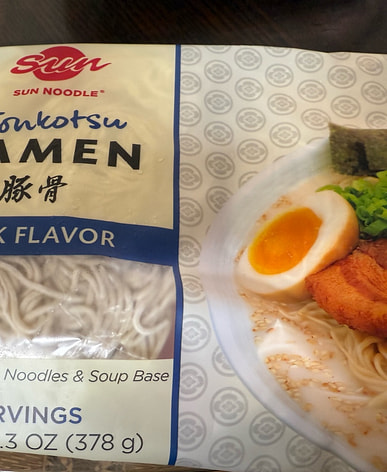 Sun
SUN NOODLE®
onkotsu
AMEN
豚骨
K FLAVOR
Noodles & Soup Base
RVINGS
.3 OZ (378 g)